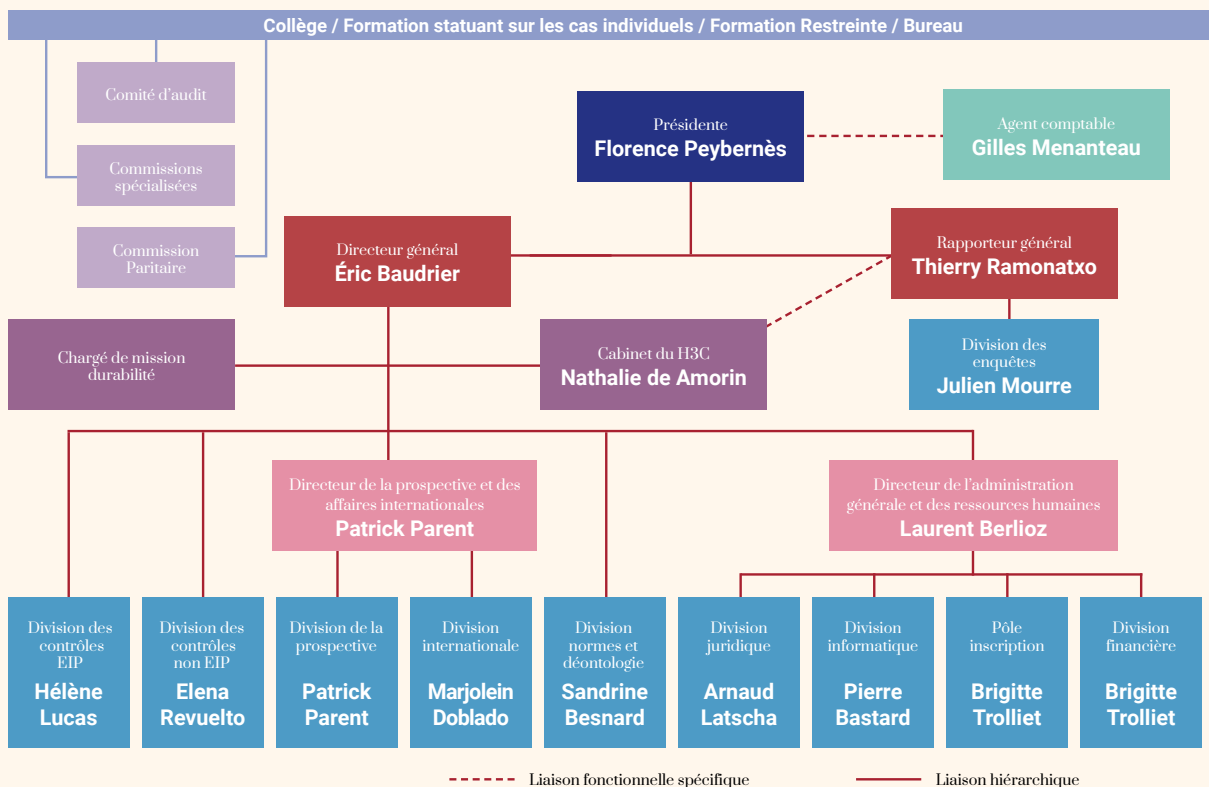 Collège / Formation statuant sur les cas individuels / Formation Restreinte / Bureau
Comité d'audit
Commissions
spécialisées
Commission
Paritaire
Présidente
Florence Peybernès
Agent comptable
Gilles Menanteau
Directeur général
Éric Baudrier
Rapporteur général
Thierry Ramonatxo
Chargé de mission
durabilité
Cabinet du H3C
Nathalie de Amorin
Division des
enquêtes
Julien Mourre
Directeur de la prospective et des
affaires internationales
Patrick Parent
Directeur de l'administration
générale et des ressources humaines
Laurent Berlioz
Division des
contrôles
EIP
Hélène
Lucas
Division des
contrôles
non EIP
Elena
Revuelto
Division de la
prospective
Patrick
Parent
Division
internationale
Marjolein
Doblado
Division
normes et
déontologie
Sandrine
Besnard
Division
juridique
Arnaud
Latscha
Division
informatique
Pierre
Bastard
Pôle
inscription
Brigitte
Trolliet
Division
financière
Brigitte
Trolliet
Liaison fonctionnelle spécifique
Liaison hiérarchique